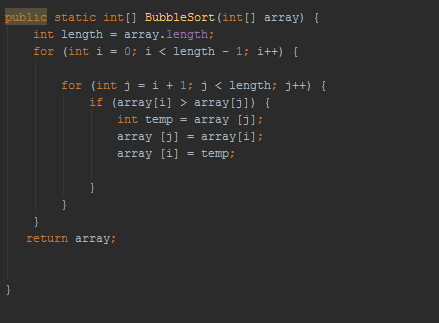 public static int[] BubbleSort(int[] array) {
int length = array.length;
for (int i = 0; i < length - 1; i++) {
for (int j = i + 1; j < length; j++) {
if (array[i] > array[j]) {
int temp = array [j];
array [j] = array[i];
array [i] = temp;
}
}
}
return array;
}